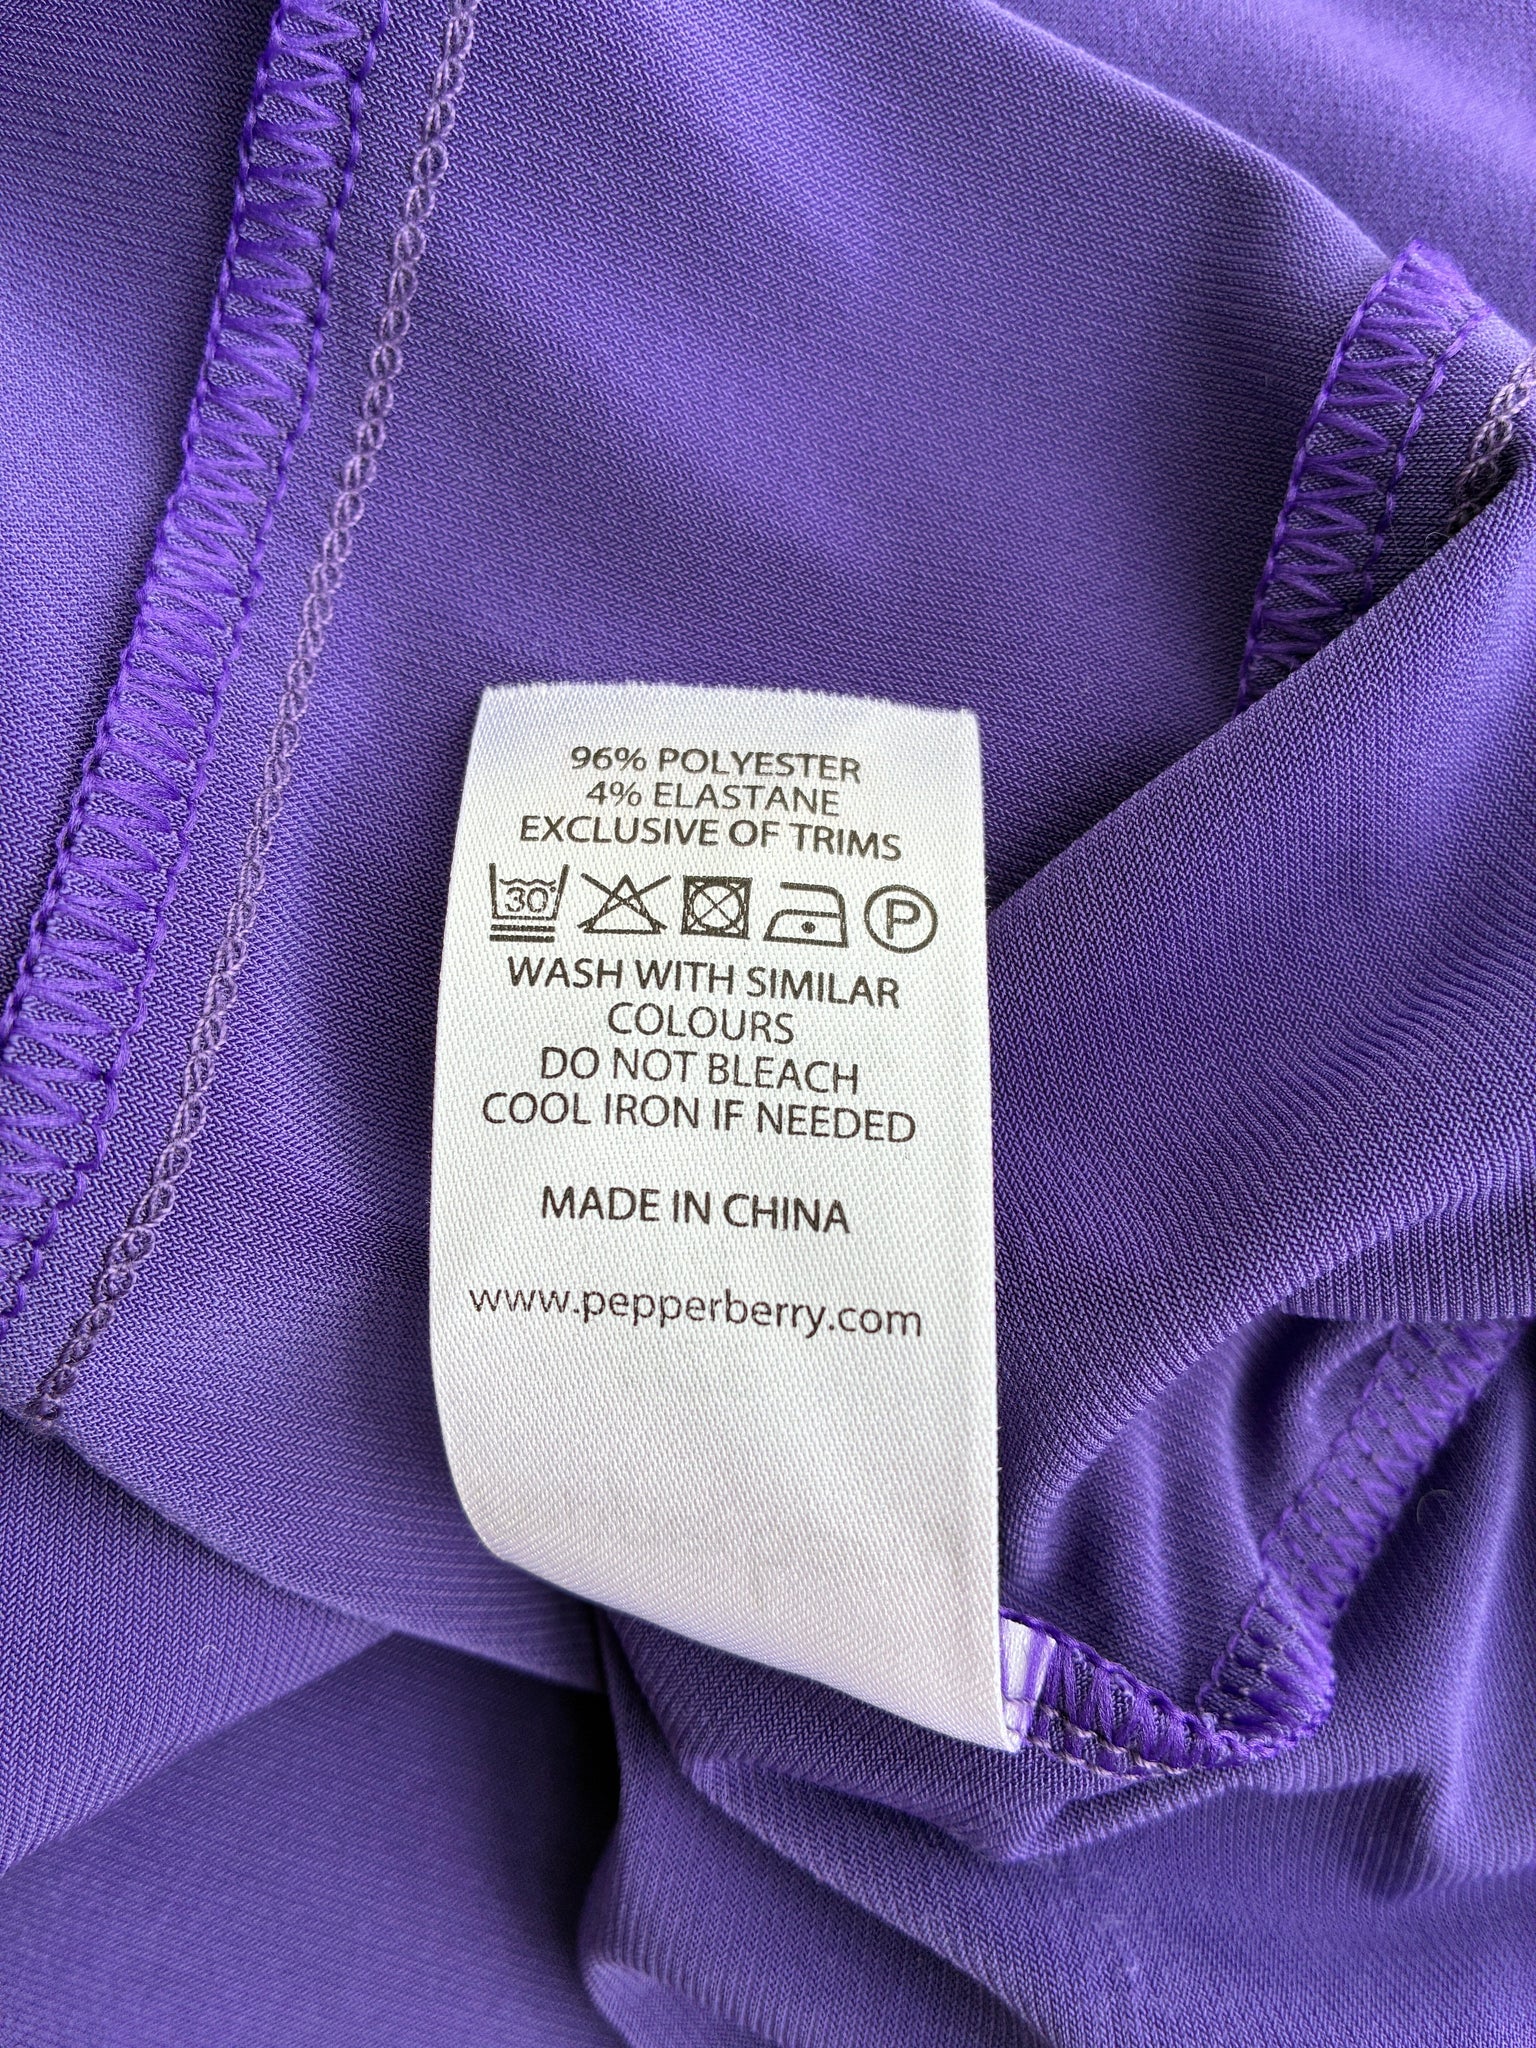 96% POLYESTER
4% ELASTANE
EXCLUSIVE OF TRIMS
30° P
WASH WITH SIMILAR
COLOURS
DO NOT BLEACH
COOL IRON IF NEEDED
MADE IN CHINA
www.pepperberry.com